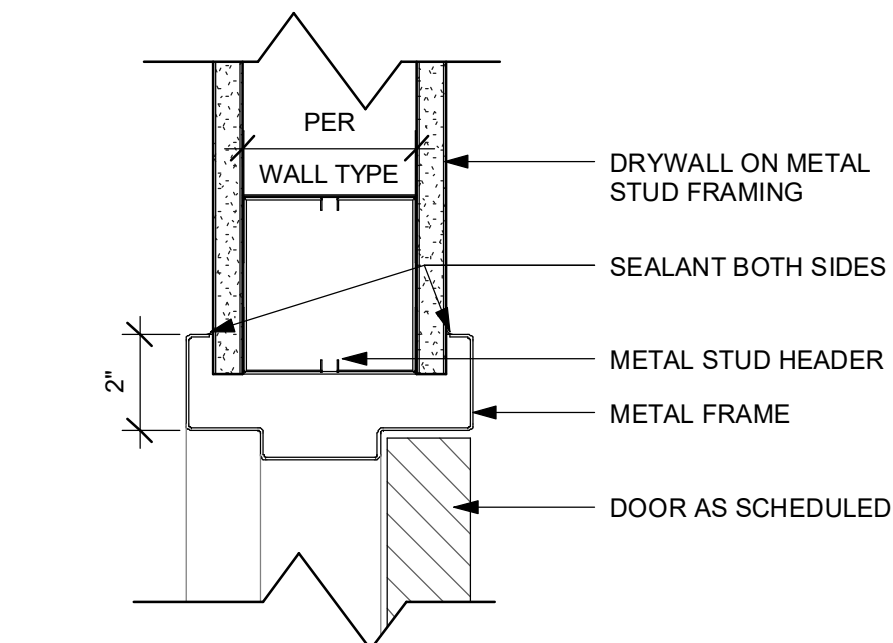 PER
WALL TYPE
DRYWALL ON METAL
STUD FRAMING
SEALANT BOTH SIDES
METAL STUD HEADER
2"
METAL FRAME
DOOR AS SCHEDULED